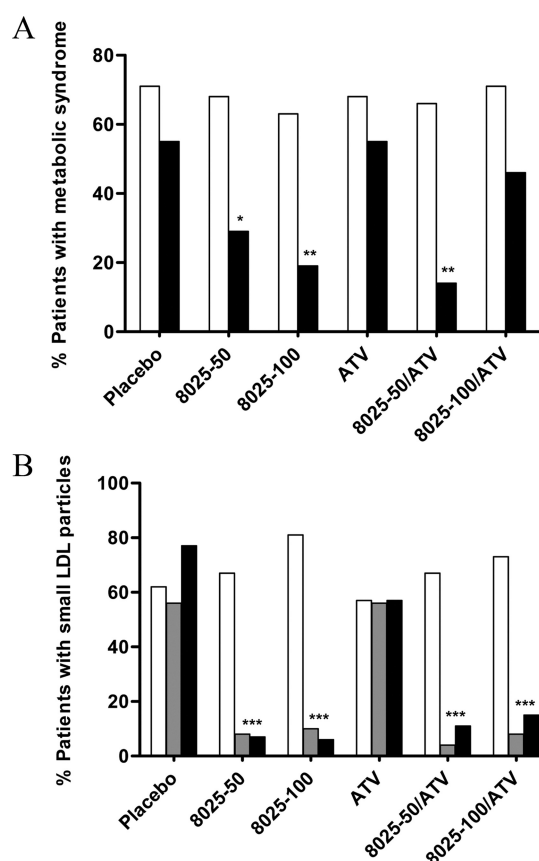 A
% Patients with metabolic syndrome
80
60
40
20
0
*
**
**
Placebo
8025-50
8025-100
ATV
8025-50/ATV
8025-100/ATV
B
% Patients with small LDL particles
100
80
60
40
20
0
***
***
***
***
Placebo
8025-50
8025-100
ATV
8025-50/ATV
8025-100/ATV